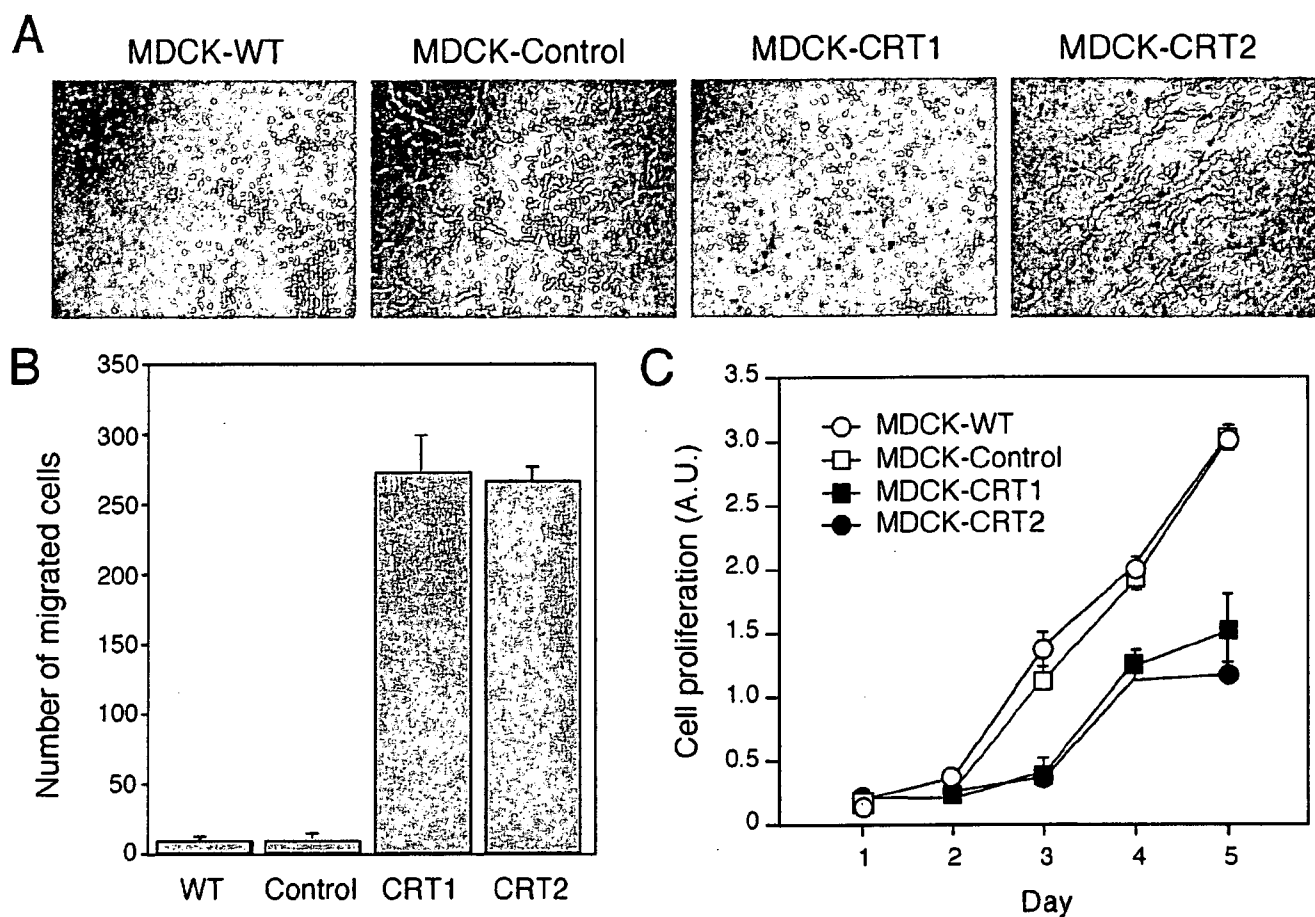 A
MDCK-WT
MDCK-Control
MDCK-CRT1
MDCK-CRT2
B
Number of migrated cells
350
300
250
200
150
100
50
0
WT
Control
CRT1
CRT2
C
Cell proliferation (A.U.)
3.5
3.0
2.5
2.0
1.5
1.0
0.5
0
MDCK-WT
MDCK-Control
MDCK-CRT1
MDCK-CRT2
1
2
3
4
5
Day